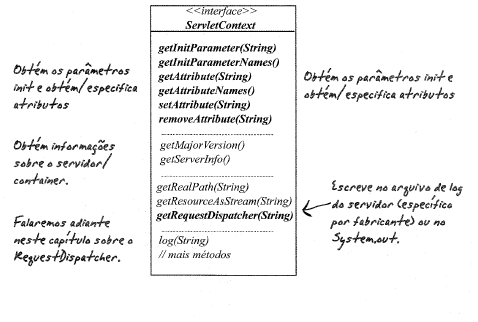 <<interface>>
ServletContext
getInitParameter(String)
getInitParameterNames()
getAttribute(String)
getAttributeNames()
setAttribute(String)
removeAttribute(String)
getMajorVersion()
getServerInfo()
getRealPath(String)
getResourceAsStream(String)
getRequestDispatcher(String)
log(String)
// mais métodos
Obtém os parâmetros
init e obtém/especifica
atributos
Obtém informações
sobre o servidor/
container.
Falaremos adiante
neste capítulo sobre o
RequestDispatcher.
Obtém os parâmetros init e
obtém/especifica atributos
Escreve no arquivo de log
do servidor (específico
por fabricante) ou no
System.out.